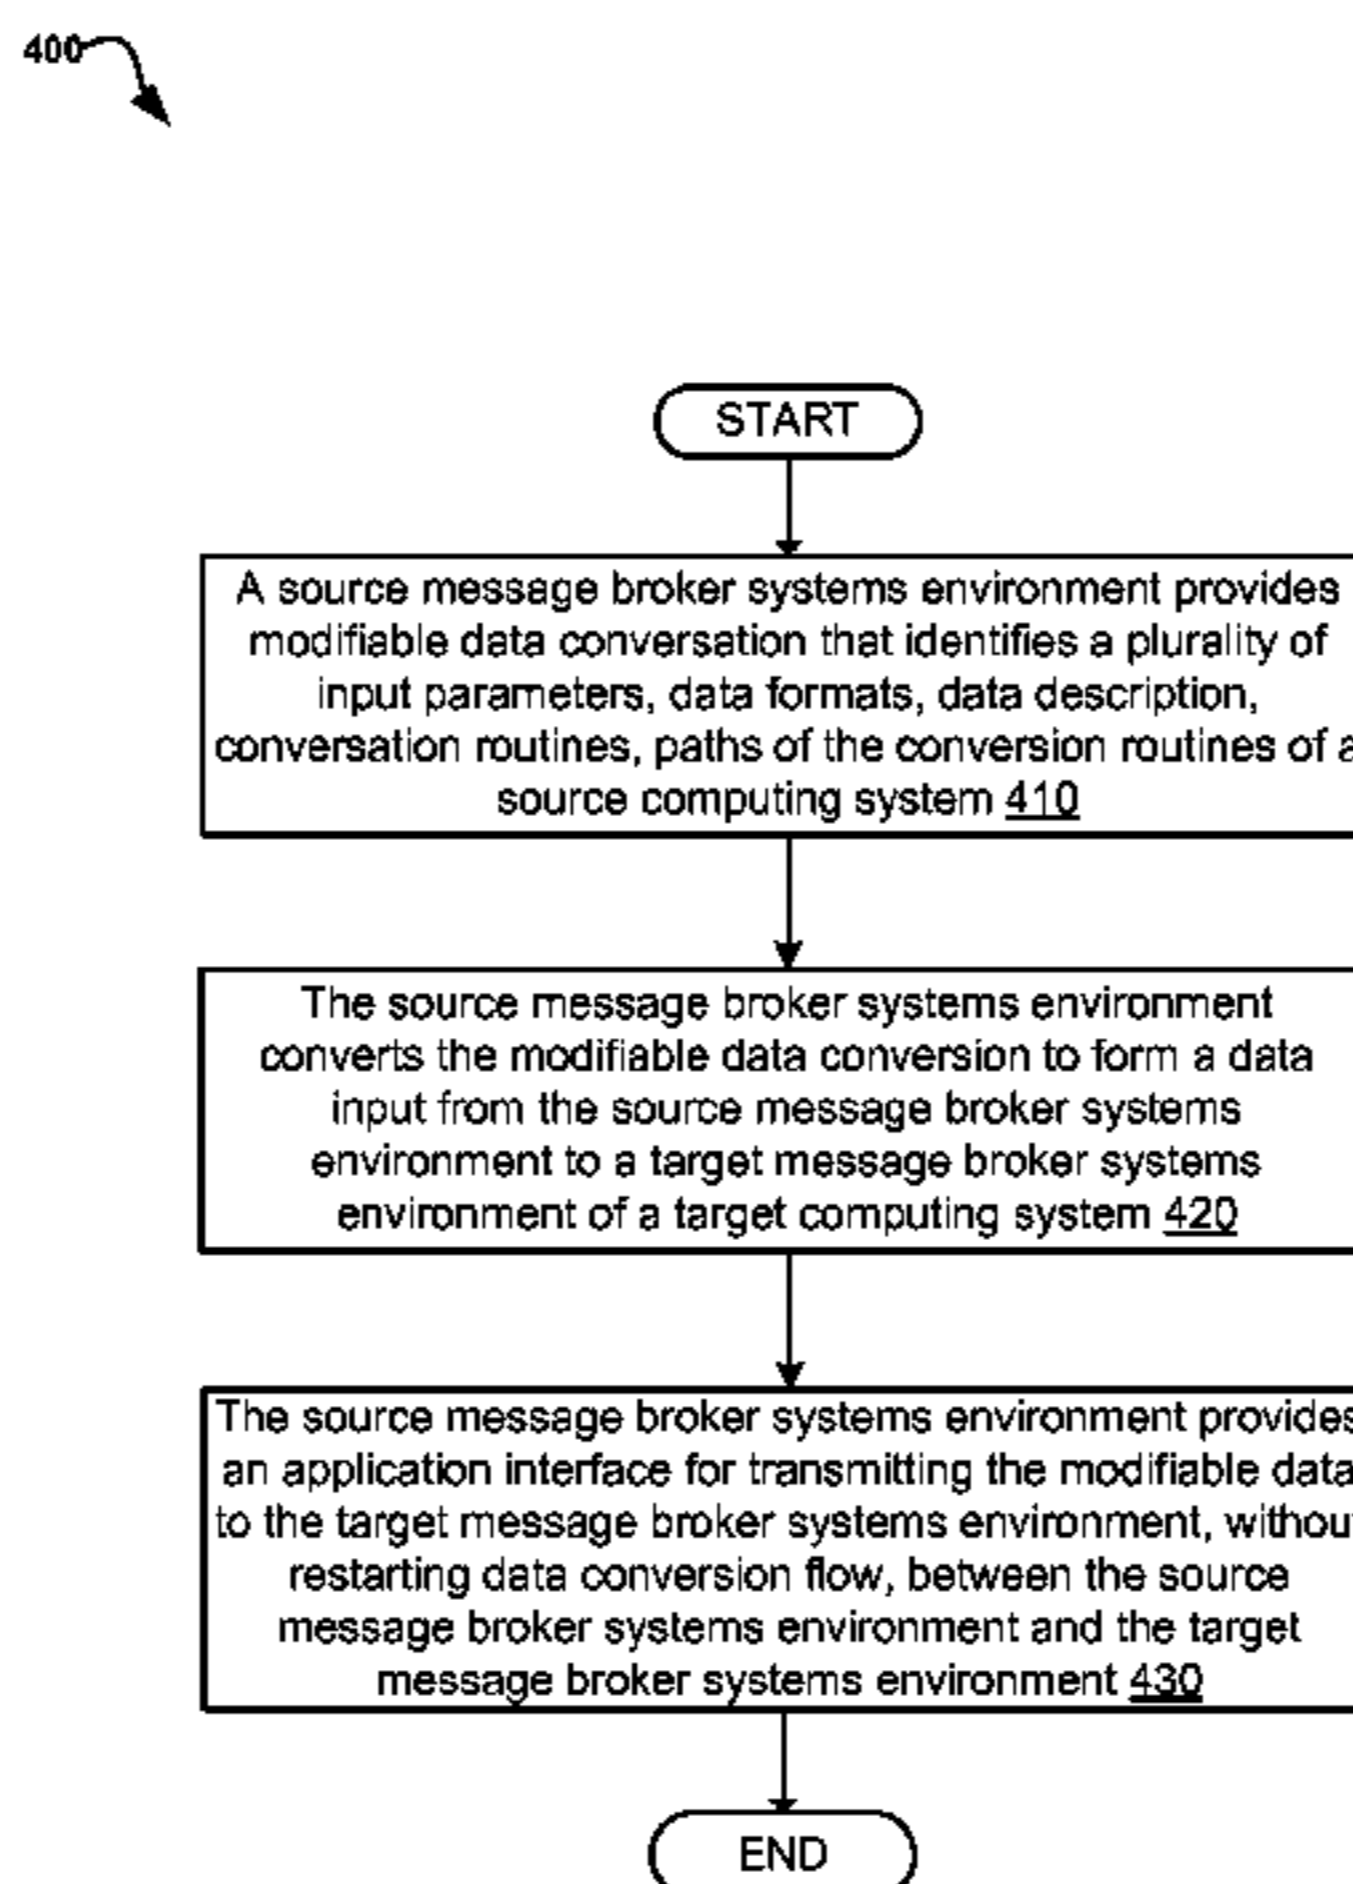 400
START
A source message broker systems environment provides
modifiable data conversation that identifies a plurality of
input parameters, data formats, data description,
conversation routines, paths of the conversion routines of a
source computing system 410
The source message broker systems environment
converts the modifiable data conversion to form a data
input from the source message broker systems
environment to a target message broker systems
environment of a target computing system 420
The source message broker systems environment provides
an application interface for transmitting the modifiable data
to the target message broker systems environment, without
restarting data conversion flow, between the source
message broker systems environment and the target
message broker systems environment 430
END